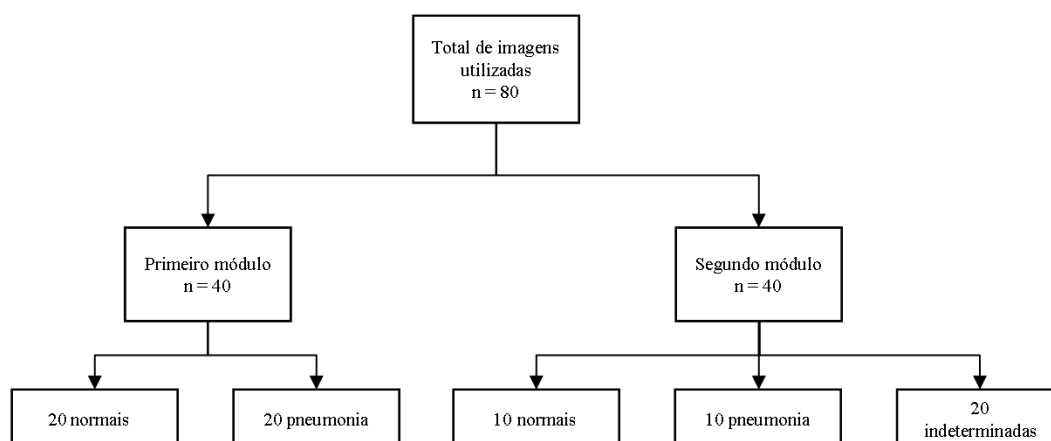 Total de imagens
utilizadas
n = 80
Primeiro módulo
n = 40
Segundo módulo
n = 40
20 normais
20 pneumonia
10 normais
10 pneumonia
20
indeterminadas